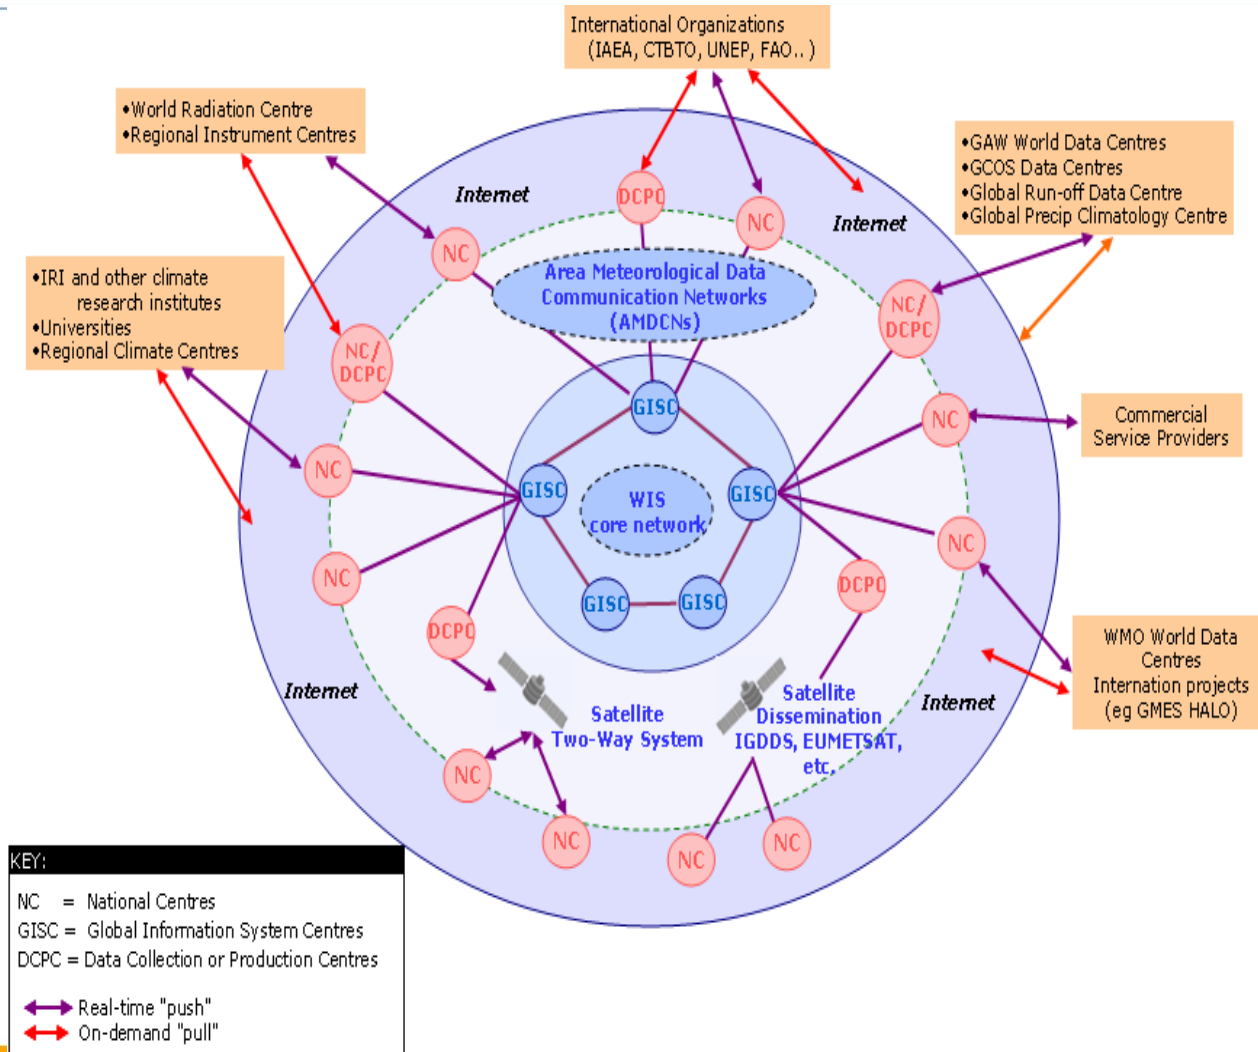 International Organizations
(IAEA, CTBTO, UNEP, FAO..)
•World Radiation Centre
•Regional Instrument Centres
•GAW World Data Centres
•GCOS Data Centres
•Global Run-off Data Centre
•Global Precip Climatology Centre
Internet
DCPC
NC
Internet
NC
•IRI and other climate
research institutes
•Universities
•Regional Climate Centres
Area Meteorological Data
Communication Networks
(AMDCNs)
NC/
DCPC
NC/
DCPC
GISC
NC
Commercial
Service Providers
NC
GISC
WIS
core network
GISC
NC
NC
DCPC
GISC
GISC
DCPC
WMO World Data
Centres
Internation projects
(eg GMES HALO)
Internet
Satellite
Two-Way System
Satellite
Dissemination
IGDDS, EUMETSAT,
etc.
Internet
NC
NC
NC
NC
KEY:
NC = National Centres
GISC = Global Information System Centres
DCPC = Data Collection or Production Centres
Real-time "push"
On-demand "pull"